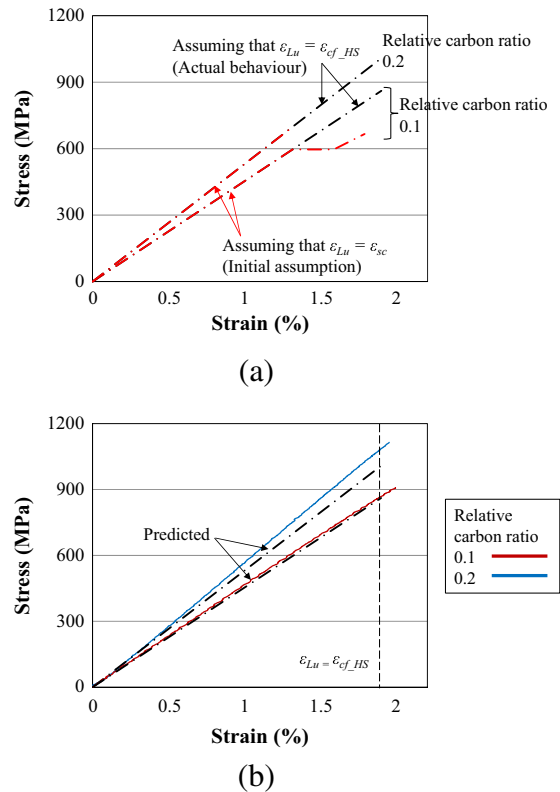 1200
900
600
300
0
Stress (MPa)
Assuming that εLu = εcf_HS
(Actual behaviour)
Relative carbon ratio
0.2
Relative carbon ratio
0.1
Assuming that εLu = εsc
(Initial assumption)
0 0.5 1 1.5 2
Strain (%)
(a)
1200
900
600
300
0
Stress (MPa)
Predicted
εLu = εcf_HS
Relative
carbon ratio
0.1
0.2
0 0.5 1 1.5 2
Strain (%)
(b)